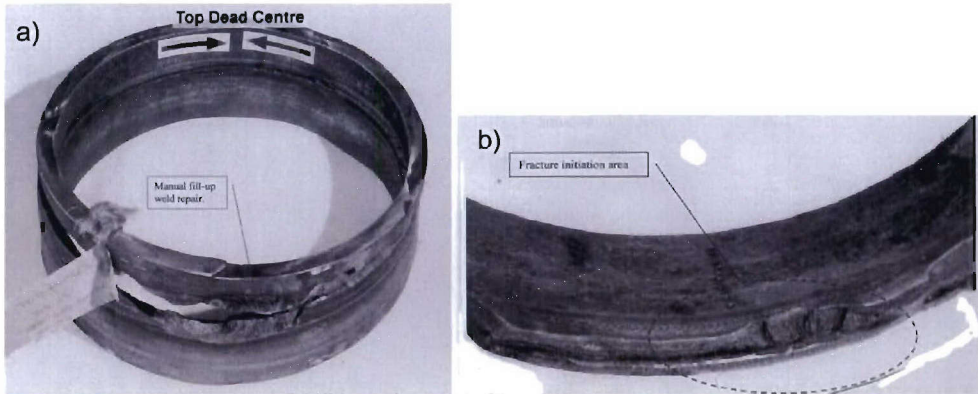 a)
Top Dead Centre
Manual fill-up
weld repair.
b)
Fracture initiation area